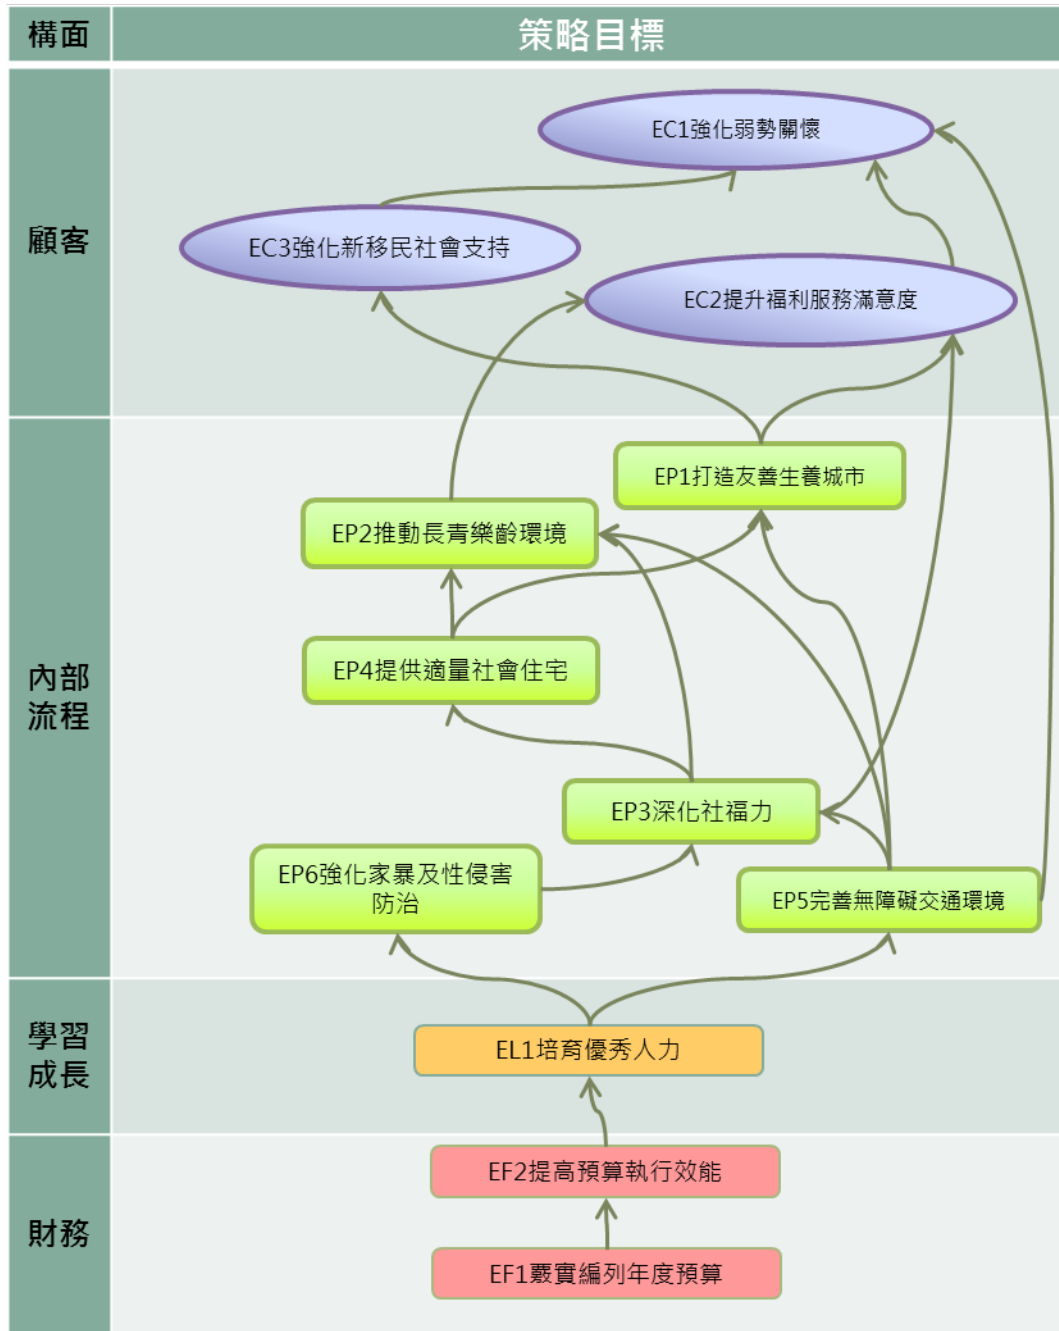 構面
策略目標
顧客
EC1強化弱勢關懷
EC3強化新移民社會支持
EC2提升福利服務滿意度
內部
流程
EP1打造友善生養城市
EP2推動長青樂齡環境
EP4提供適量社會住宅
EP3深化社福力
EP6強化家暴及性侵害
防治
EP5完善無障礙交通環境
學習
成長
EL1培育優秀人力
財務
EF2提高預算執行效能
EF1覈實編列年度預算